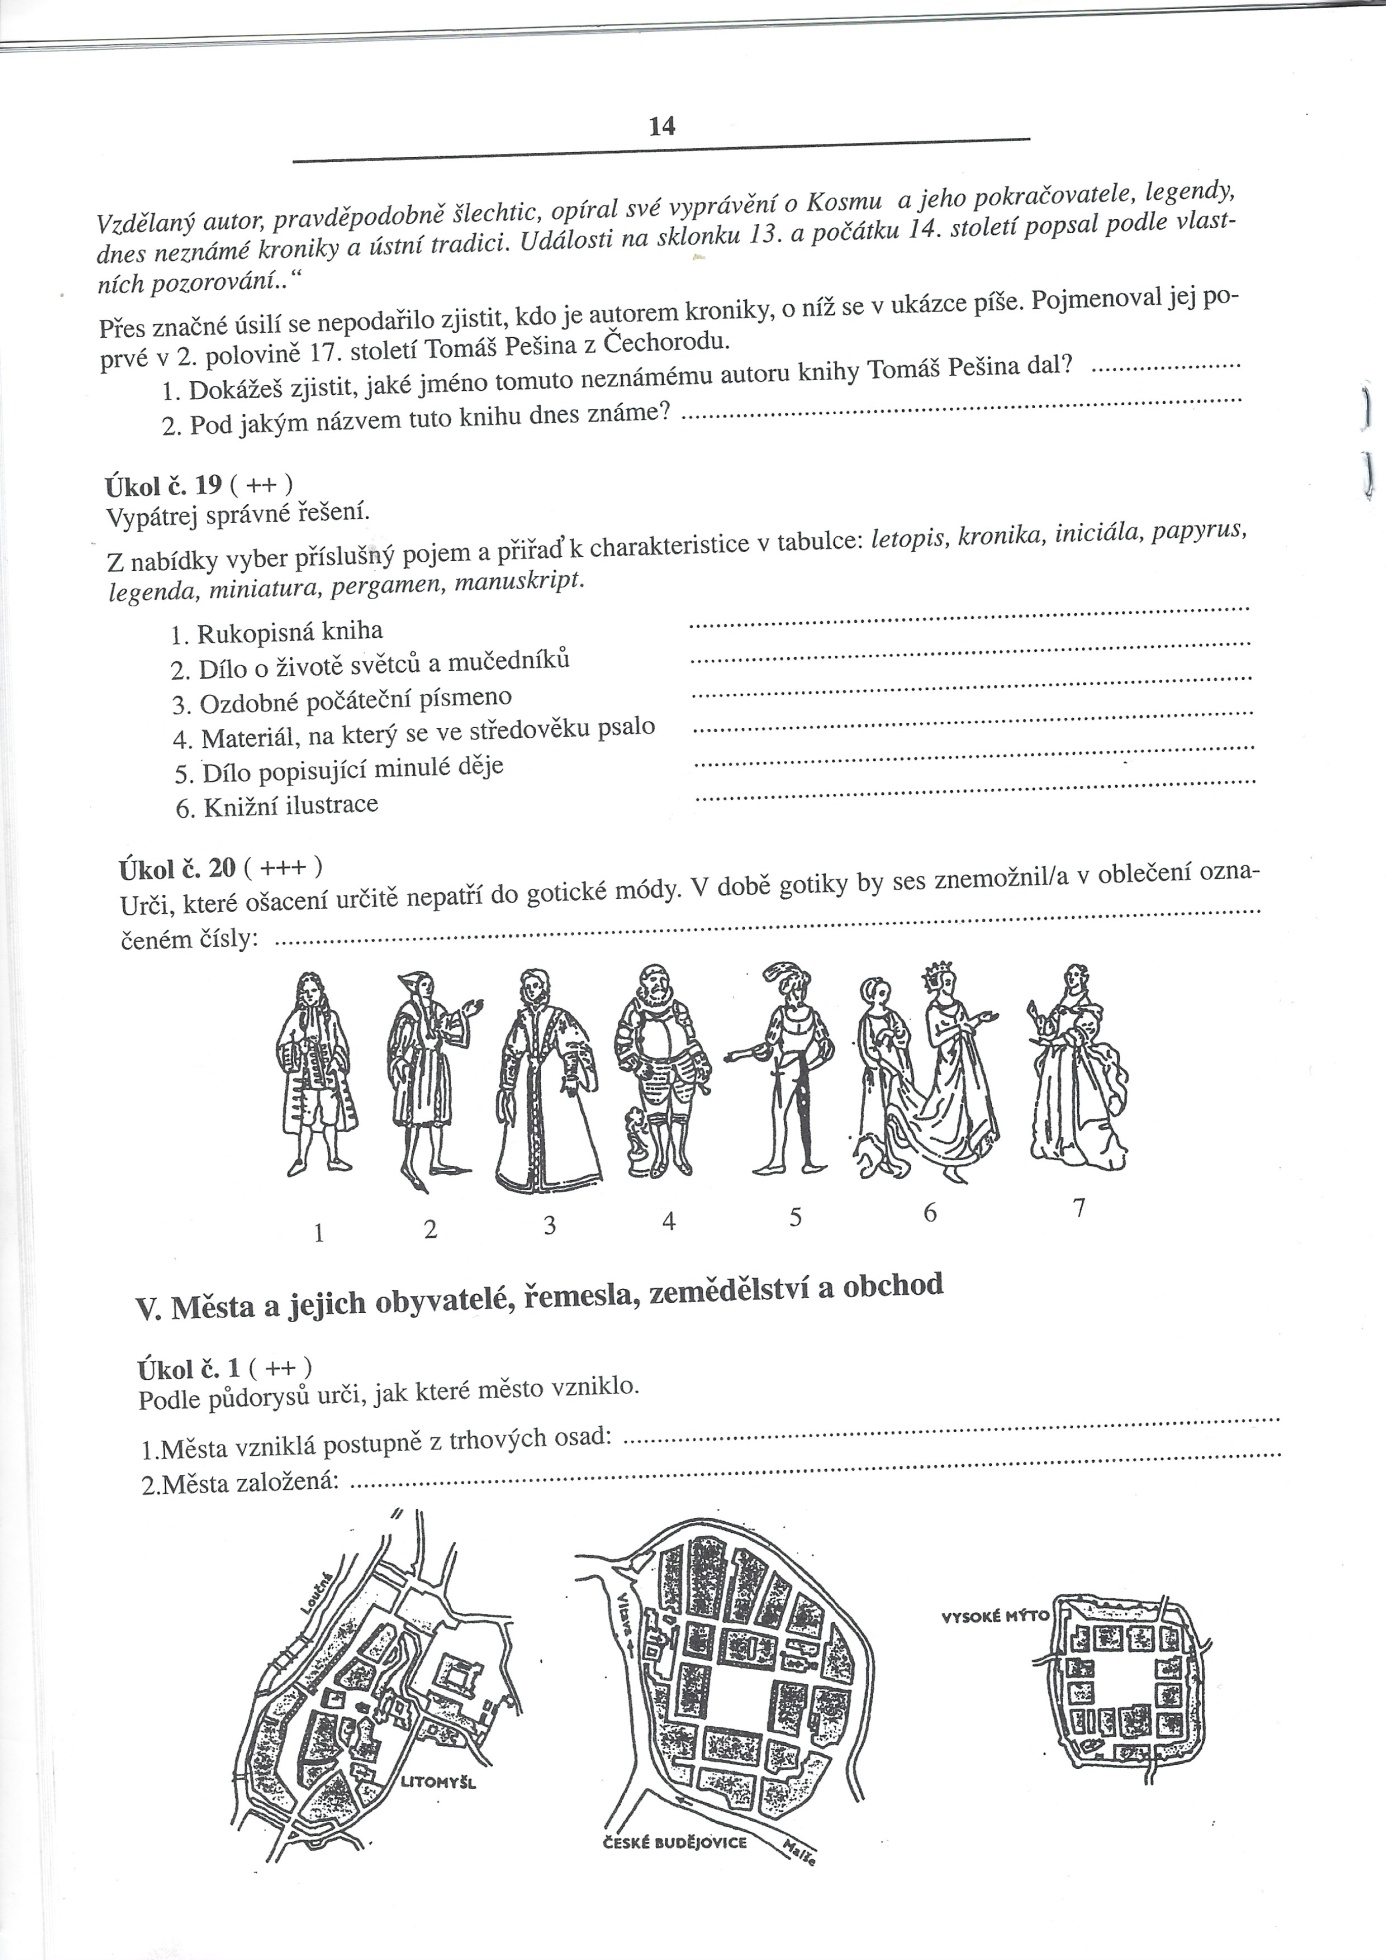 14
Vzdělaný autor, pravděpodobně šlechtic, opíral své vyprávění o Kosmu a jeho pokračovatele, legendy,
dnes neznámé kroniky a ústní tradici. Události na sklonku 13. a počátku 14. století popsal podle vlast-
ních pozorování..“
Přes značné úsilí se nepodařilo zjistit, kdo je autorem kroniky, o níž se v ukázce píše. Pojmenoval jej po-
prvé v 2. polovině 17. století Tomáš Pešina z Čechorodu.
1. Dokážeš zjistit, jaké jméno tomuto neznámému autoru knihy Tomáš Pešina dal? ......................
2. Pod jakým názvem tuto knihu dnes známe? ....................................................................................
Úkol č. 19 ( ++ )
Vypátrej správné řešení.
Z nabídky vyber příslušný pojem a přiřaď k charakteristice v tabulce: letopis, kronika, iniciála, papyrus,
legenda, miniatura, pergamen, manuskript.
1. Rukopisná kniha ....................................................................................
2. Dílo o životě světců a mučedníků ....................................................................................
3. Ozdobné počáteční písmeno ....................................................................................
4. Materiál, na který se ve středověku psalo ....................................................................................
5. Dílo popisující minulé děje ....................................................................................
6. Knižní ilustrace ....................................................................................
Úkol č. 20 ( +++ )
Urči, které ošacení určitě nepatří do gotické módy. V době gotiky by ses znemožnil/a v oblečení ozna-
čeném čísly: ....................................................................................
1 2 3 4 5 6 7
V. Města a jejich obyvatelé, řemesla, zemědělství a obchod
Úkol č. 1 ( ++ )
Podle půdorysů urči, jak které město vzniklo.
1.Města vzniklá postupně z trhových osad: ....................................................................................
2.Města založená: ....................................................................................
Loučná
LITOMYŠL
Vltava
ČESKÉ BUDĚJOVICE
Malše
VYSOKÉ MÝTO